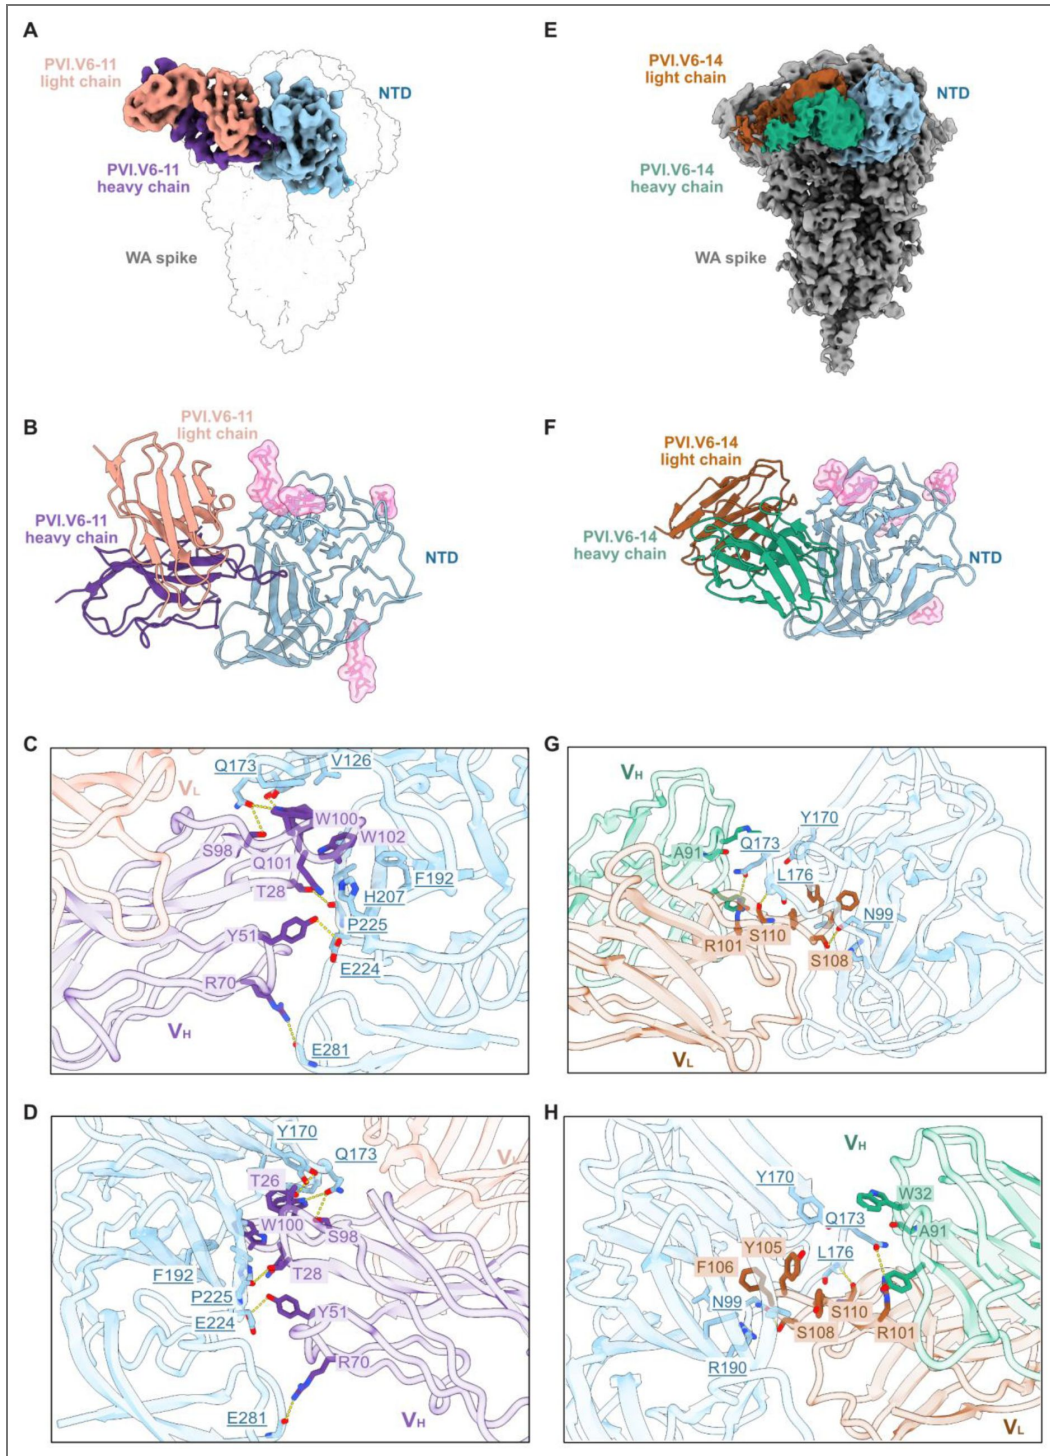 A
PVI.V6-11
light chain
NTD
PVI.V6-11
heavy chain
WA spike
E
PVI.V6-14
light chain
NTD
PVI.V6-14
heavy chain
WA spike
B
PVI.V6-11
light chain
PVI.V6-11
heavy chain
NTD
F
PVI.V6-14
light chain
PVI.V6-14
heavy chain
NTD
C
Q173
V126
VL
W100
W102
S98
Q101
F192
T28
H207
P225
Y51
E224
R70
VH
E281
G
VH
Y170
A91
Q173
L176
N99
S110
R101
S108
VL
D
Y170
Q173
T26
W100
S98
F192
T28
P225
E224
Y51
R70
E281
VH
H
VH
Y170
W32
Q173
A91
Y105
F106
L176
N99
S110
S108
R101
R190
VL